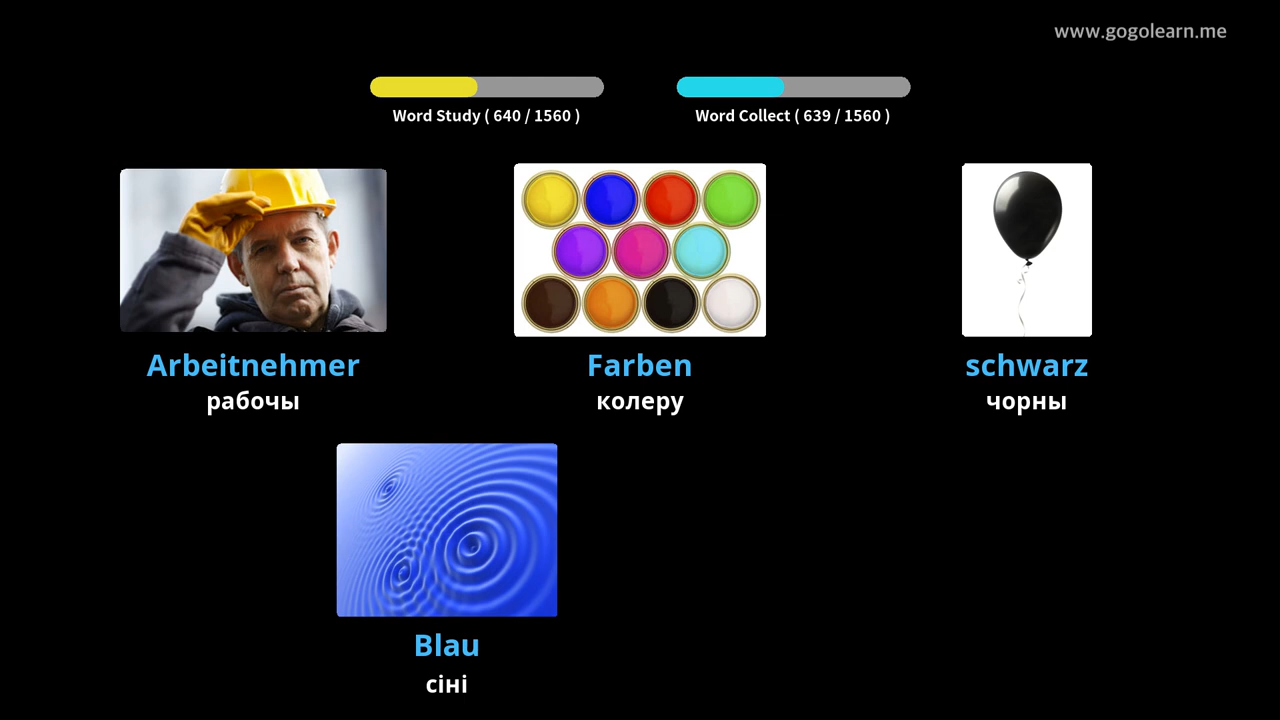 www.gogolearn.me
Word Study ( 640 / 1560 )
Word Collect ( 639 / 1560 )
Arbeitnehmer
рабочы
Farben
колеру
schwarz
чорны
Blau
сіні